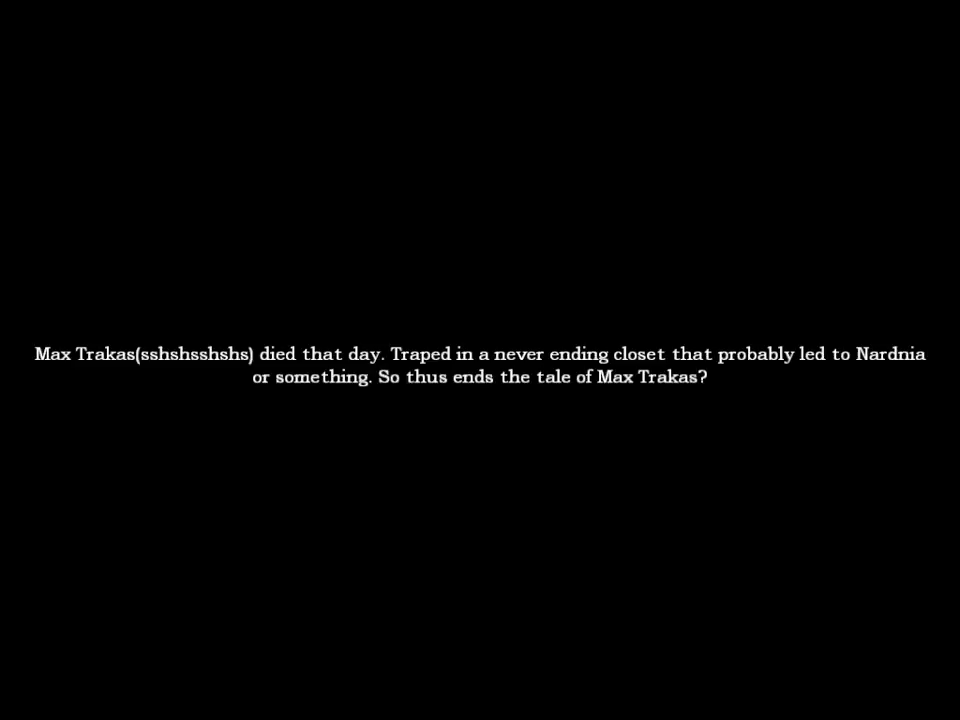 Max Trakas(sshshsshshs) died that day. Traped in a never ending closet that probably led to Nardnia
or something. So thus ends the tale of Max Trakas?